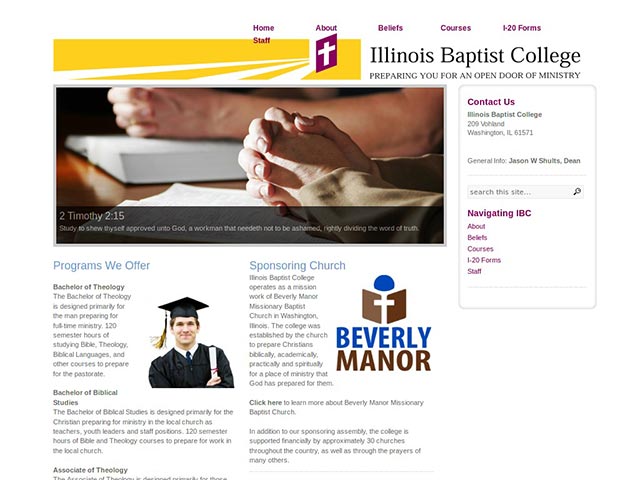 Home About Beliefs Courses I-20 Forms
Staff
Illinois Baptist College
PREPARING YOU FOR AN OPEN DOOR OF MINISTRY
2 Timothy 2:15
Study to shew thyself approved unto God, a workman that needeth not to be ashamed, rightly dividing the word of truth.
Programs We Offer
Bachelor of Theology
The Bachelor of Theology
is designed primarily for
the man preparing for
full-time ministry. 120
semester hours of
studying Bible, Theology,
Biblical Languages, and
other courses to prepare
for the pastorate.
Bachelor of Biblical
Studies
The Bachelor of Biblical Studies is designed primarily for the
Christian preparing for ministry in the local church as
teachers, youth leaders and staff positions. 120 semester
hours of Bible and Theology courses to prepare for work in
the local church.
Associate of Theology
The Associate of Theology is designed primarily for those
Sponsoring Church
Illinois Baptist College
operates as a mission
work of Beverly Manor
Missionary Baptist
Church in Washington,
Illinois. The college was
established by the church
to prepare Christians
biblically, academically,
practically and spiritually
for a place of ministry that
God has prepared for them.
BEVERLY
MANOR
Click here to learn more about Beverly Manor Missionary
Baptist Church.
In addition to our sponsoring assembly, the college is
supported financially by approximately 30 churches
throughout the country, as well as through the prayers of
many others.
Contact Us
Illinois Baptist College
209 Vohland
Washington, IL 61571
General Info: Jason W Shults, Dean
search this site...
Navigating IBC
About
Beliefs
Courses
I-20 Forms
Staff